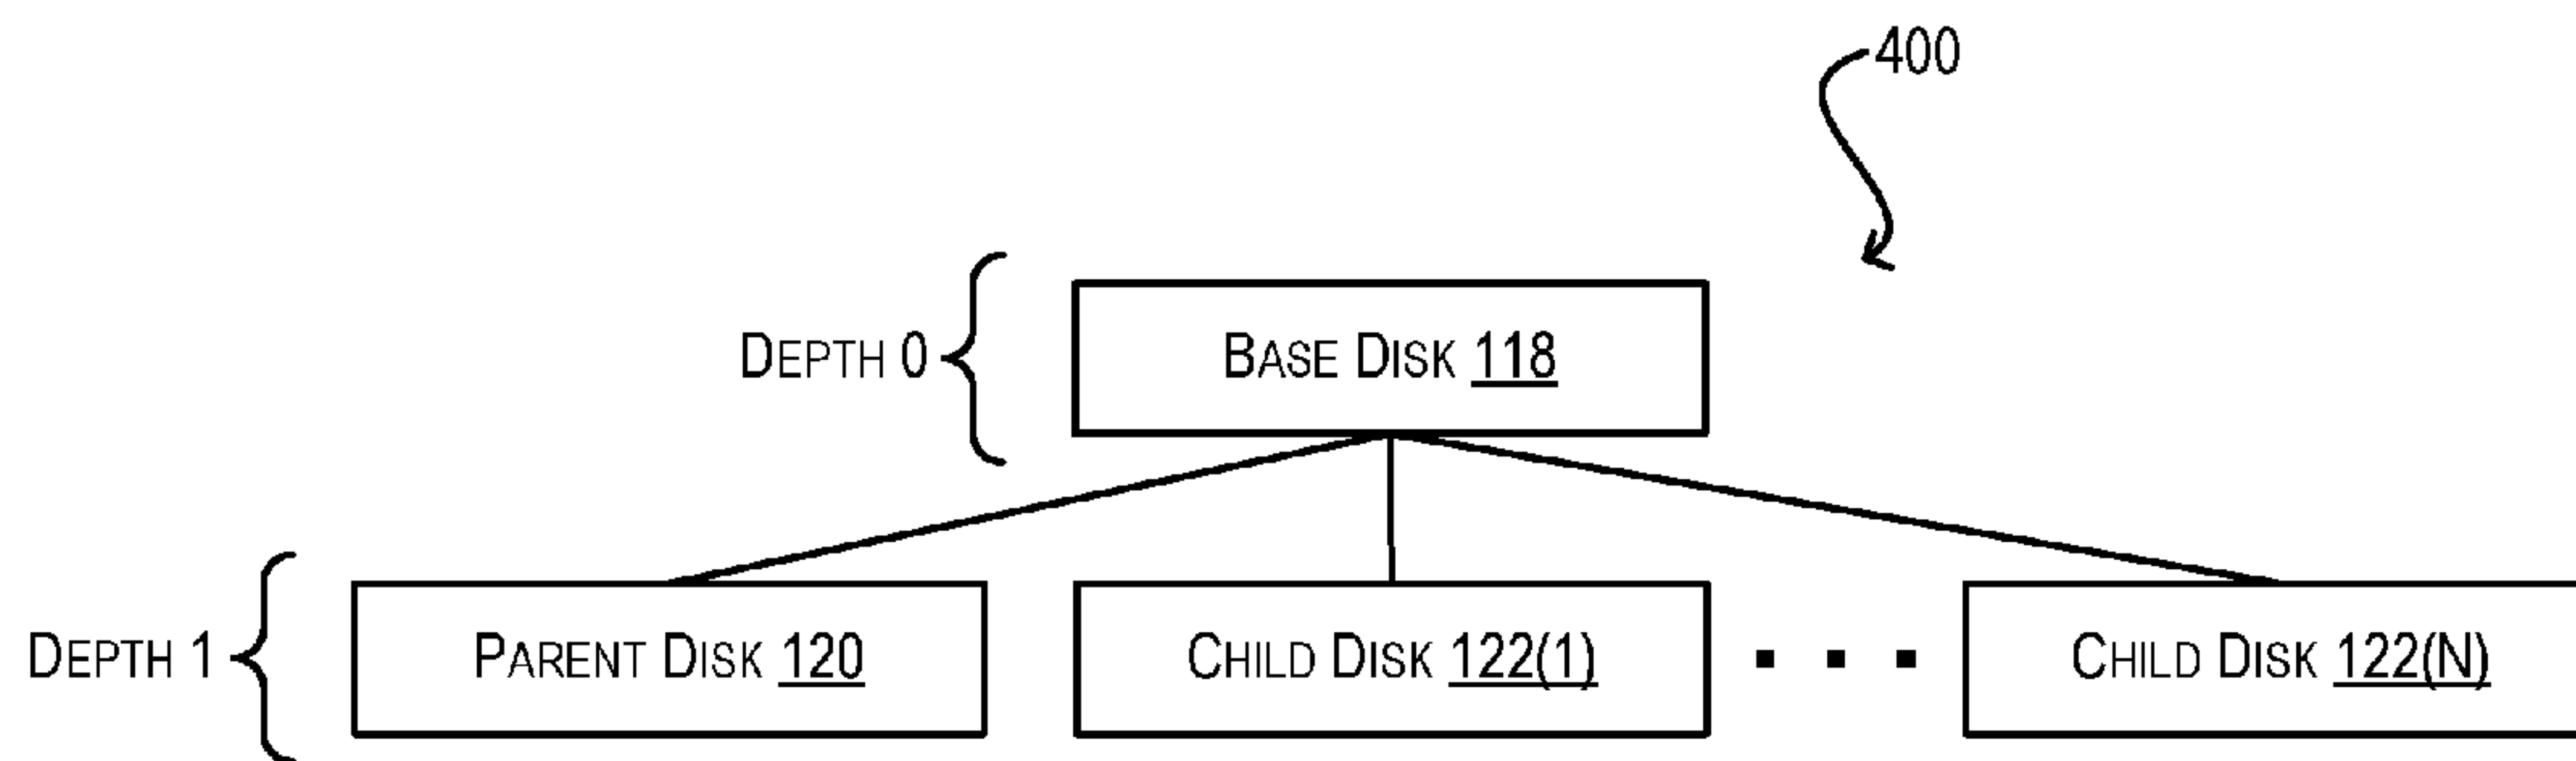 400
DEPTH 0
BASE DISK 118
DEPTH 1
PARENT DISK 120
CHILD DISK 122(1)
CHILD DISK 122(N)